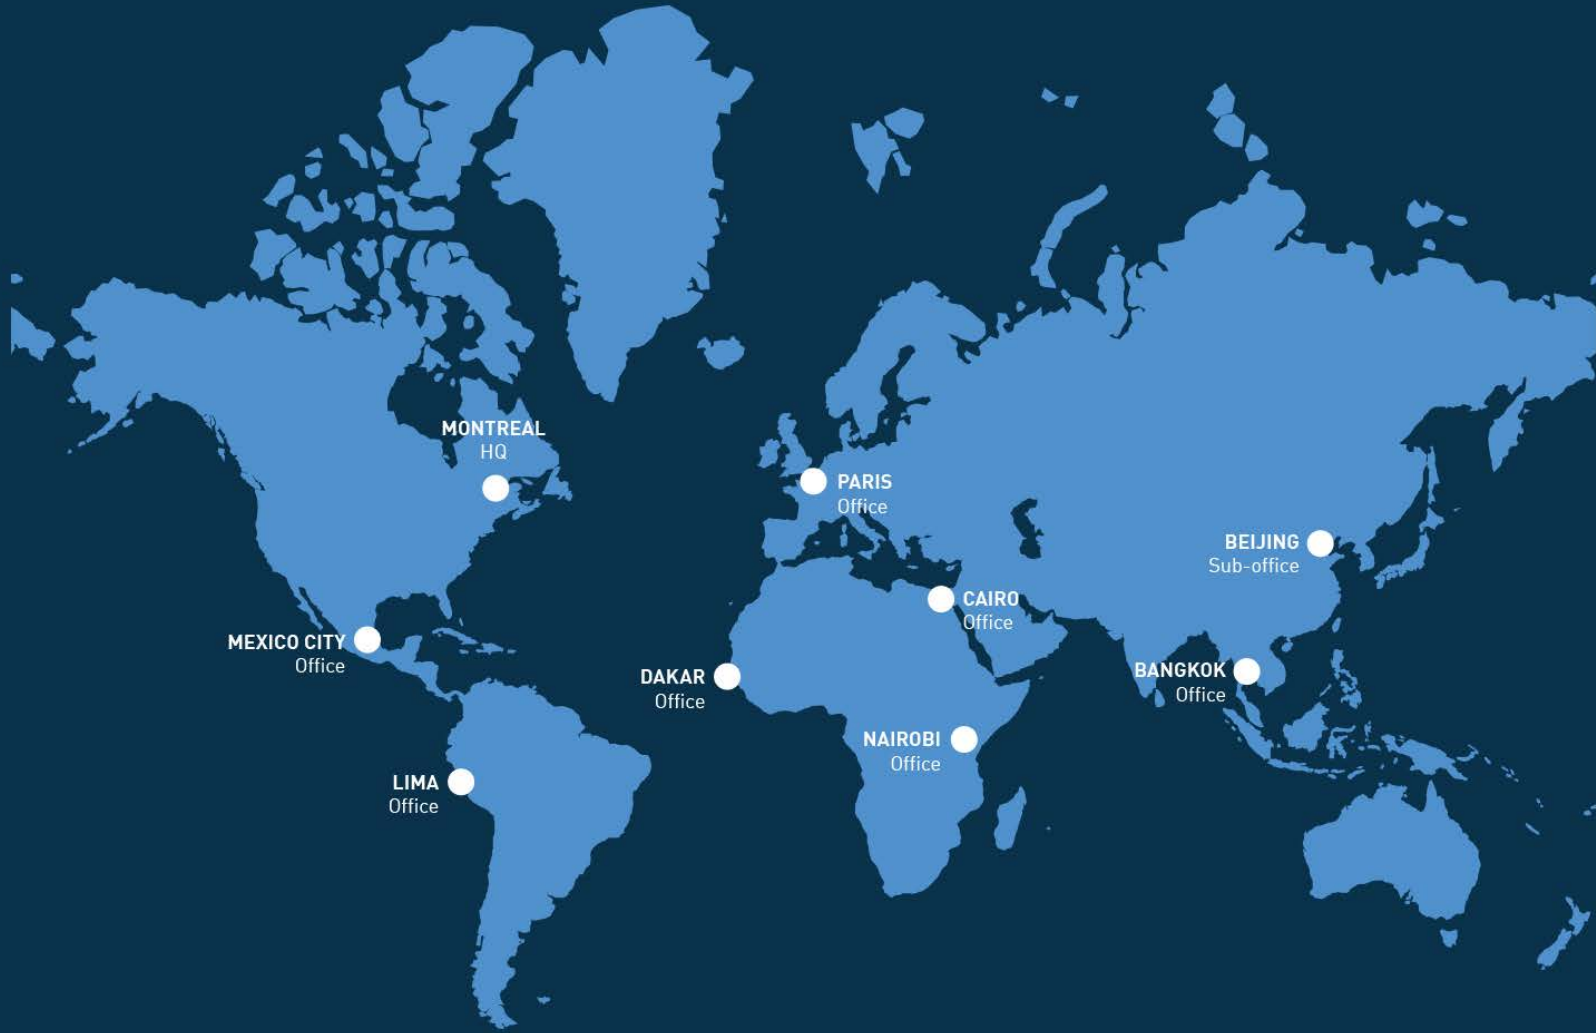 MONTREAL
HQ
PARIS
Office
BEIJING
Sub-office
CAIRO
Office
MEXICO CITY
Office
DAKAR
Office
BANGKOK
Office
NAIROBI
Office
LIMA
Office